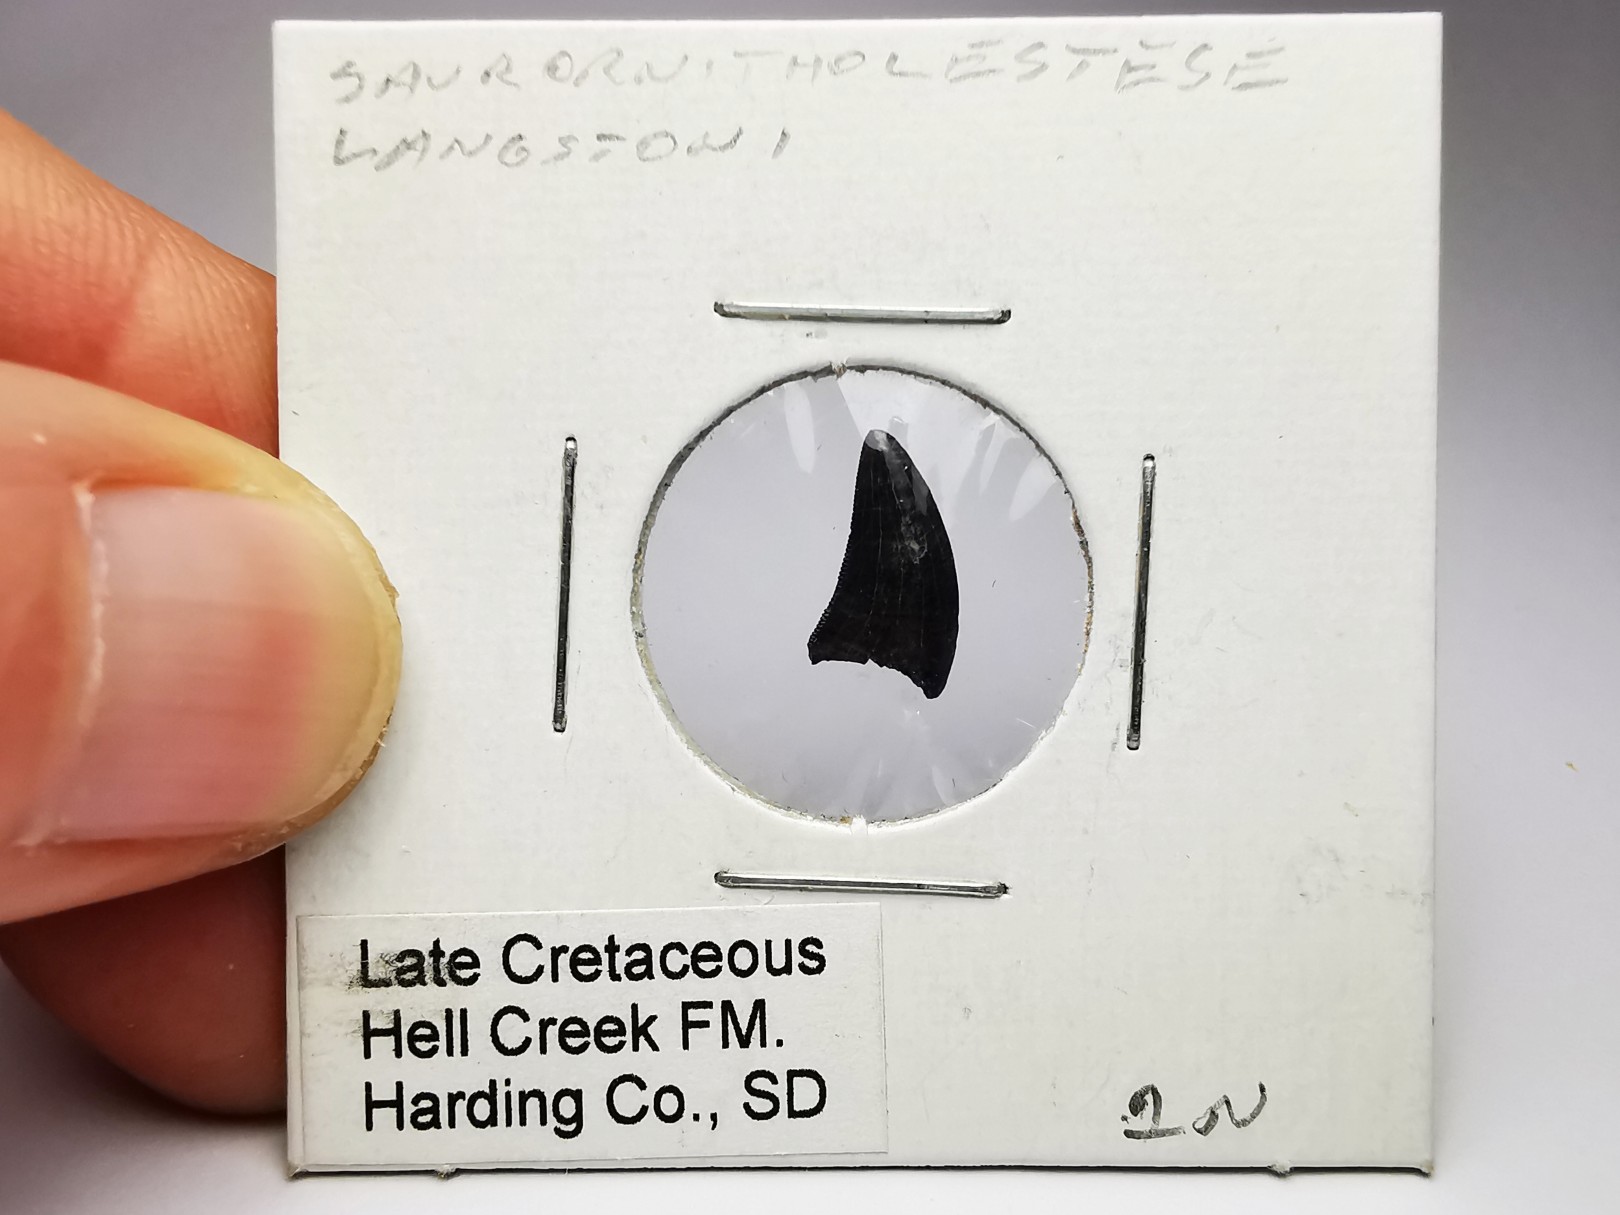 SAURORNITHOLESTESE
LANGSTONI
Late Cretaceous
Hell Creek FM.
Harding Co., SD